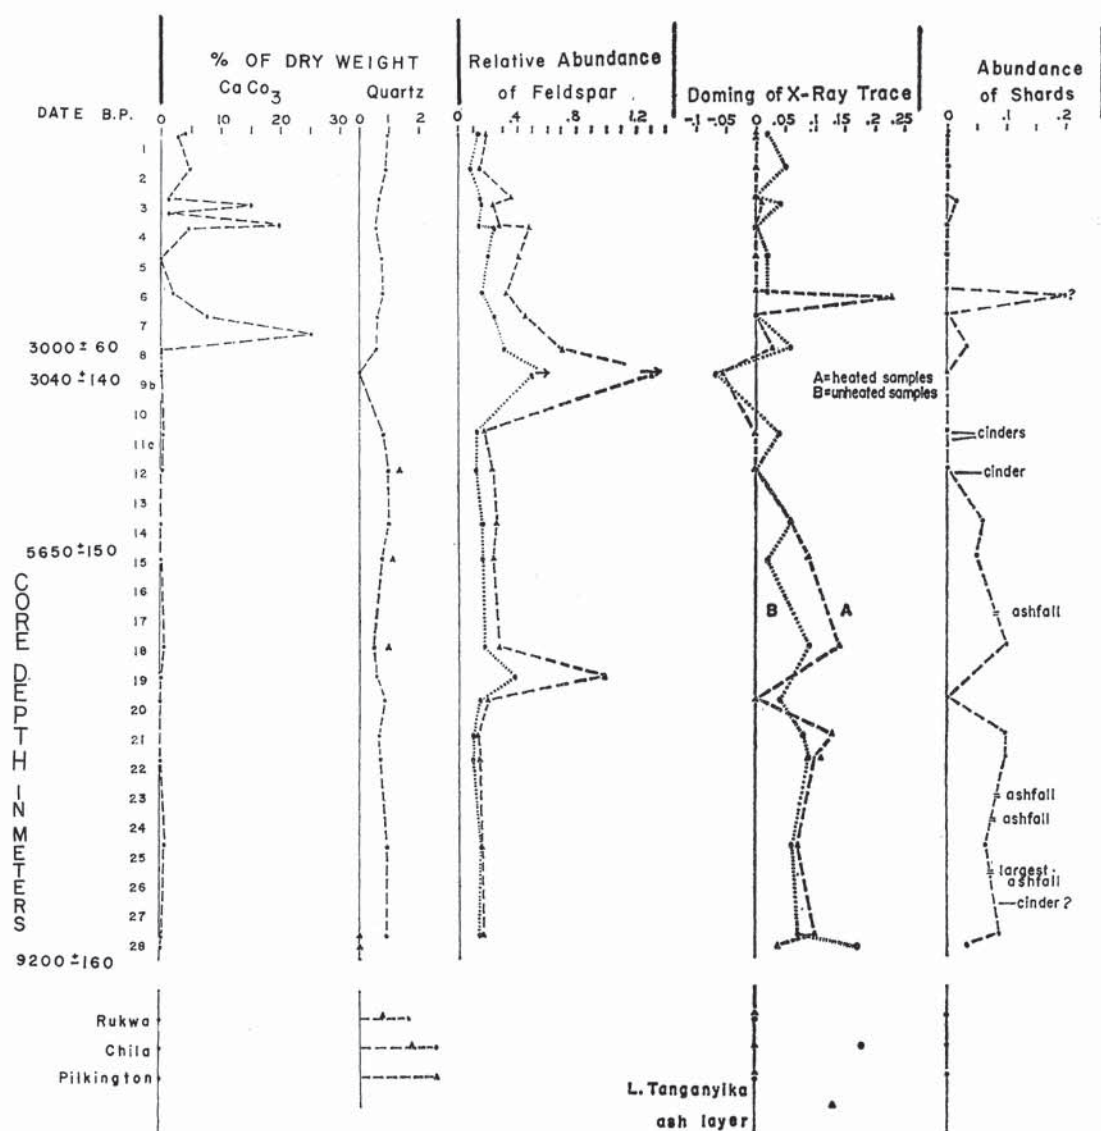 % OF DRY WEIGHT
CaCo3 Quartz
Relative Abundance
of Feldspar
Doming of X-Ray Trace
Abundance
of Shards
DATE B.P.
0 10 20 30
0 1 2
0 .4 .8 1.2
-.1 -.05 0 .05 .1 .15 .2 .25
0 .1 .2
1
2
3
4
5
6
?
7
3000 ± 60
8
3040 ± 140
9b
A=heated samples
B=unheated samples
10
11c
cinders
12
cinder
13
14
5650 ± 150
15
16
B A
17
ashfall
18
19
20
21
22
23
ashfall
24
ashfall
25
largest
ashfall
26
cinder ?
27
28
9200 ± 160
CORE DEPTH IN METERS
Rukwa
Chila
Pilkington
L. Tanganyika
ash layer